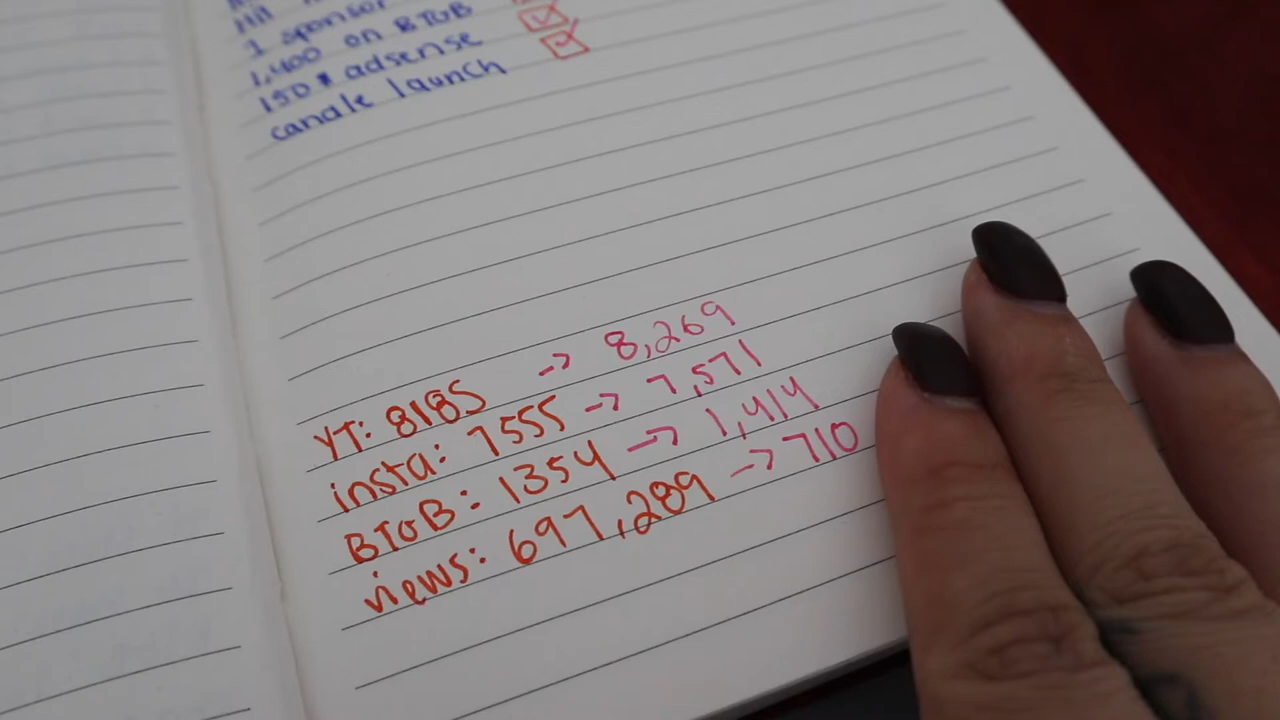 1 sponsor
1,400 on BTOB
150 adsense
candle launch
YT: 8185 -> 8,269
insta: 7555 -> 7,571
BTOB: 1354 -> 1,414
views: 697,289 -> 710